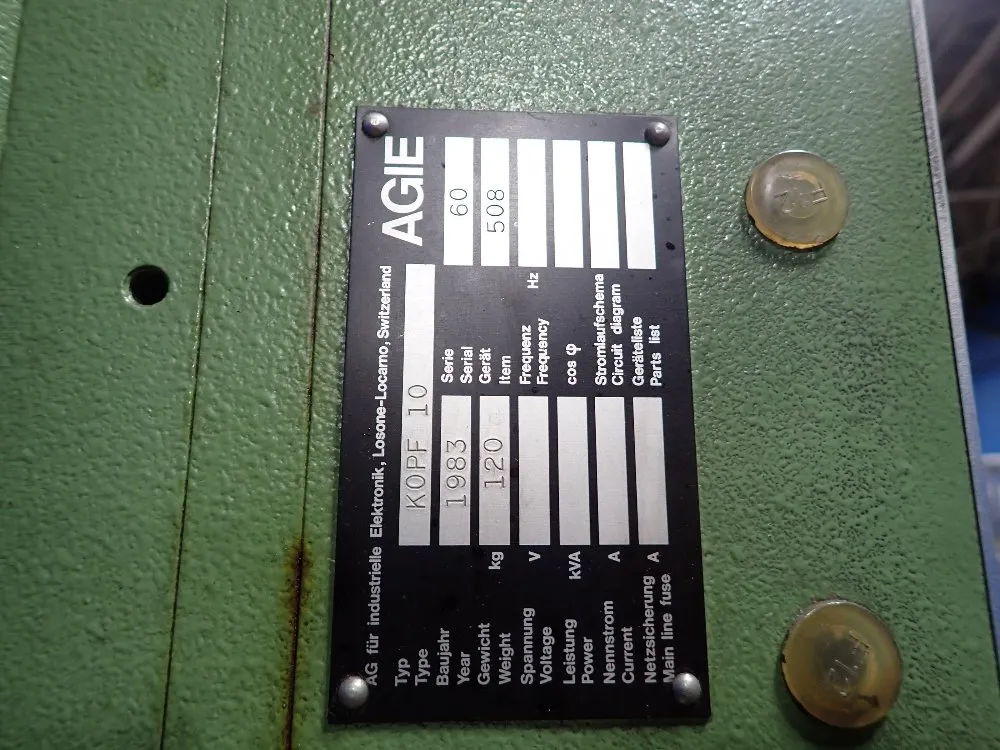 AG für industrielle Elektronik, Losone-Locarno, Switzerland AGIE
Typ
Type KOPF 10
Baujahr
Year 1983 Serie
Serial 60
Gewicht
Weight kg 120 Gerät
Item 508
Spannung
Voltage V Frequenz
Frequency Hz
Leistung
Power kVA cos φ
Nennstrom
Current A Stromlaufschema
Circuit diagram
Netzsicherung
Main line fuse A Geräteliste
Parts list